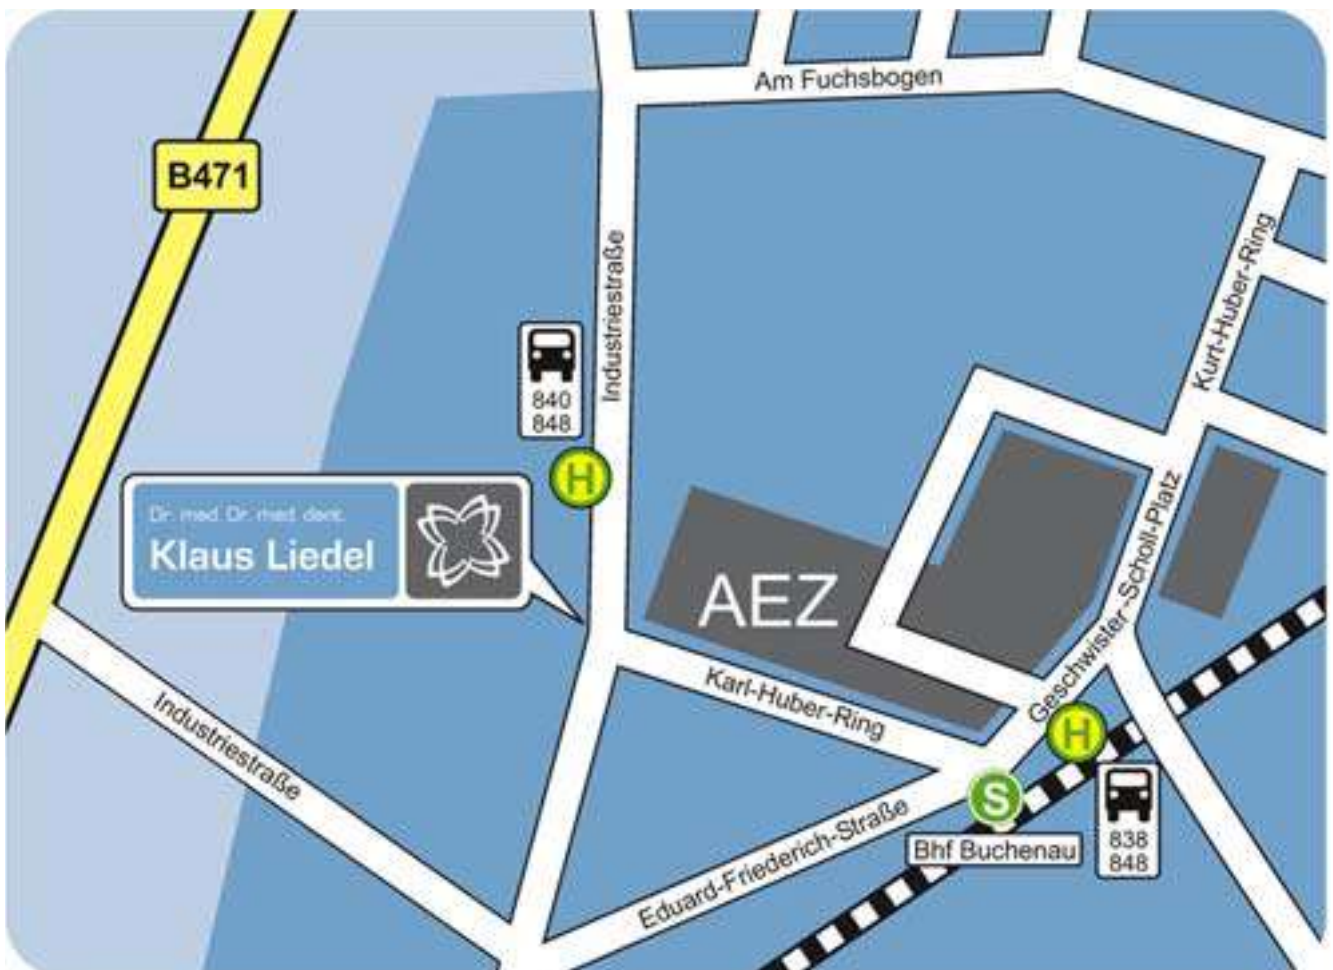 Am Fuchsbogen
B471
Industriestraße
Kurt-Huber-Ring
840
848
H
Dr. med. Dr. med. dent.
Klaus Liedel
AEZ
Geschwister-Scholl-Platz
Karl-Huber-Ring
Industriestraße
H
S
Eduard-Friederich-Straße
Bhf Buchenau
838
848